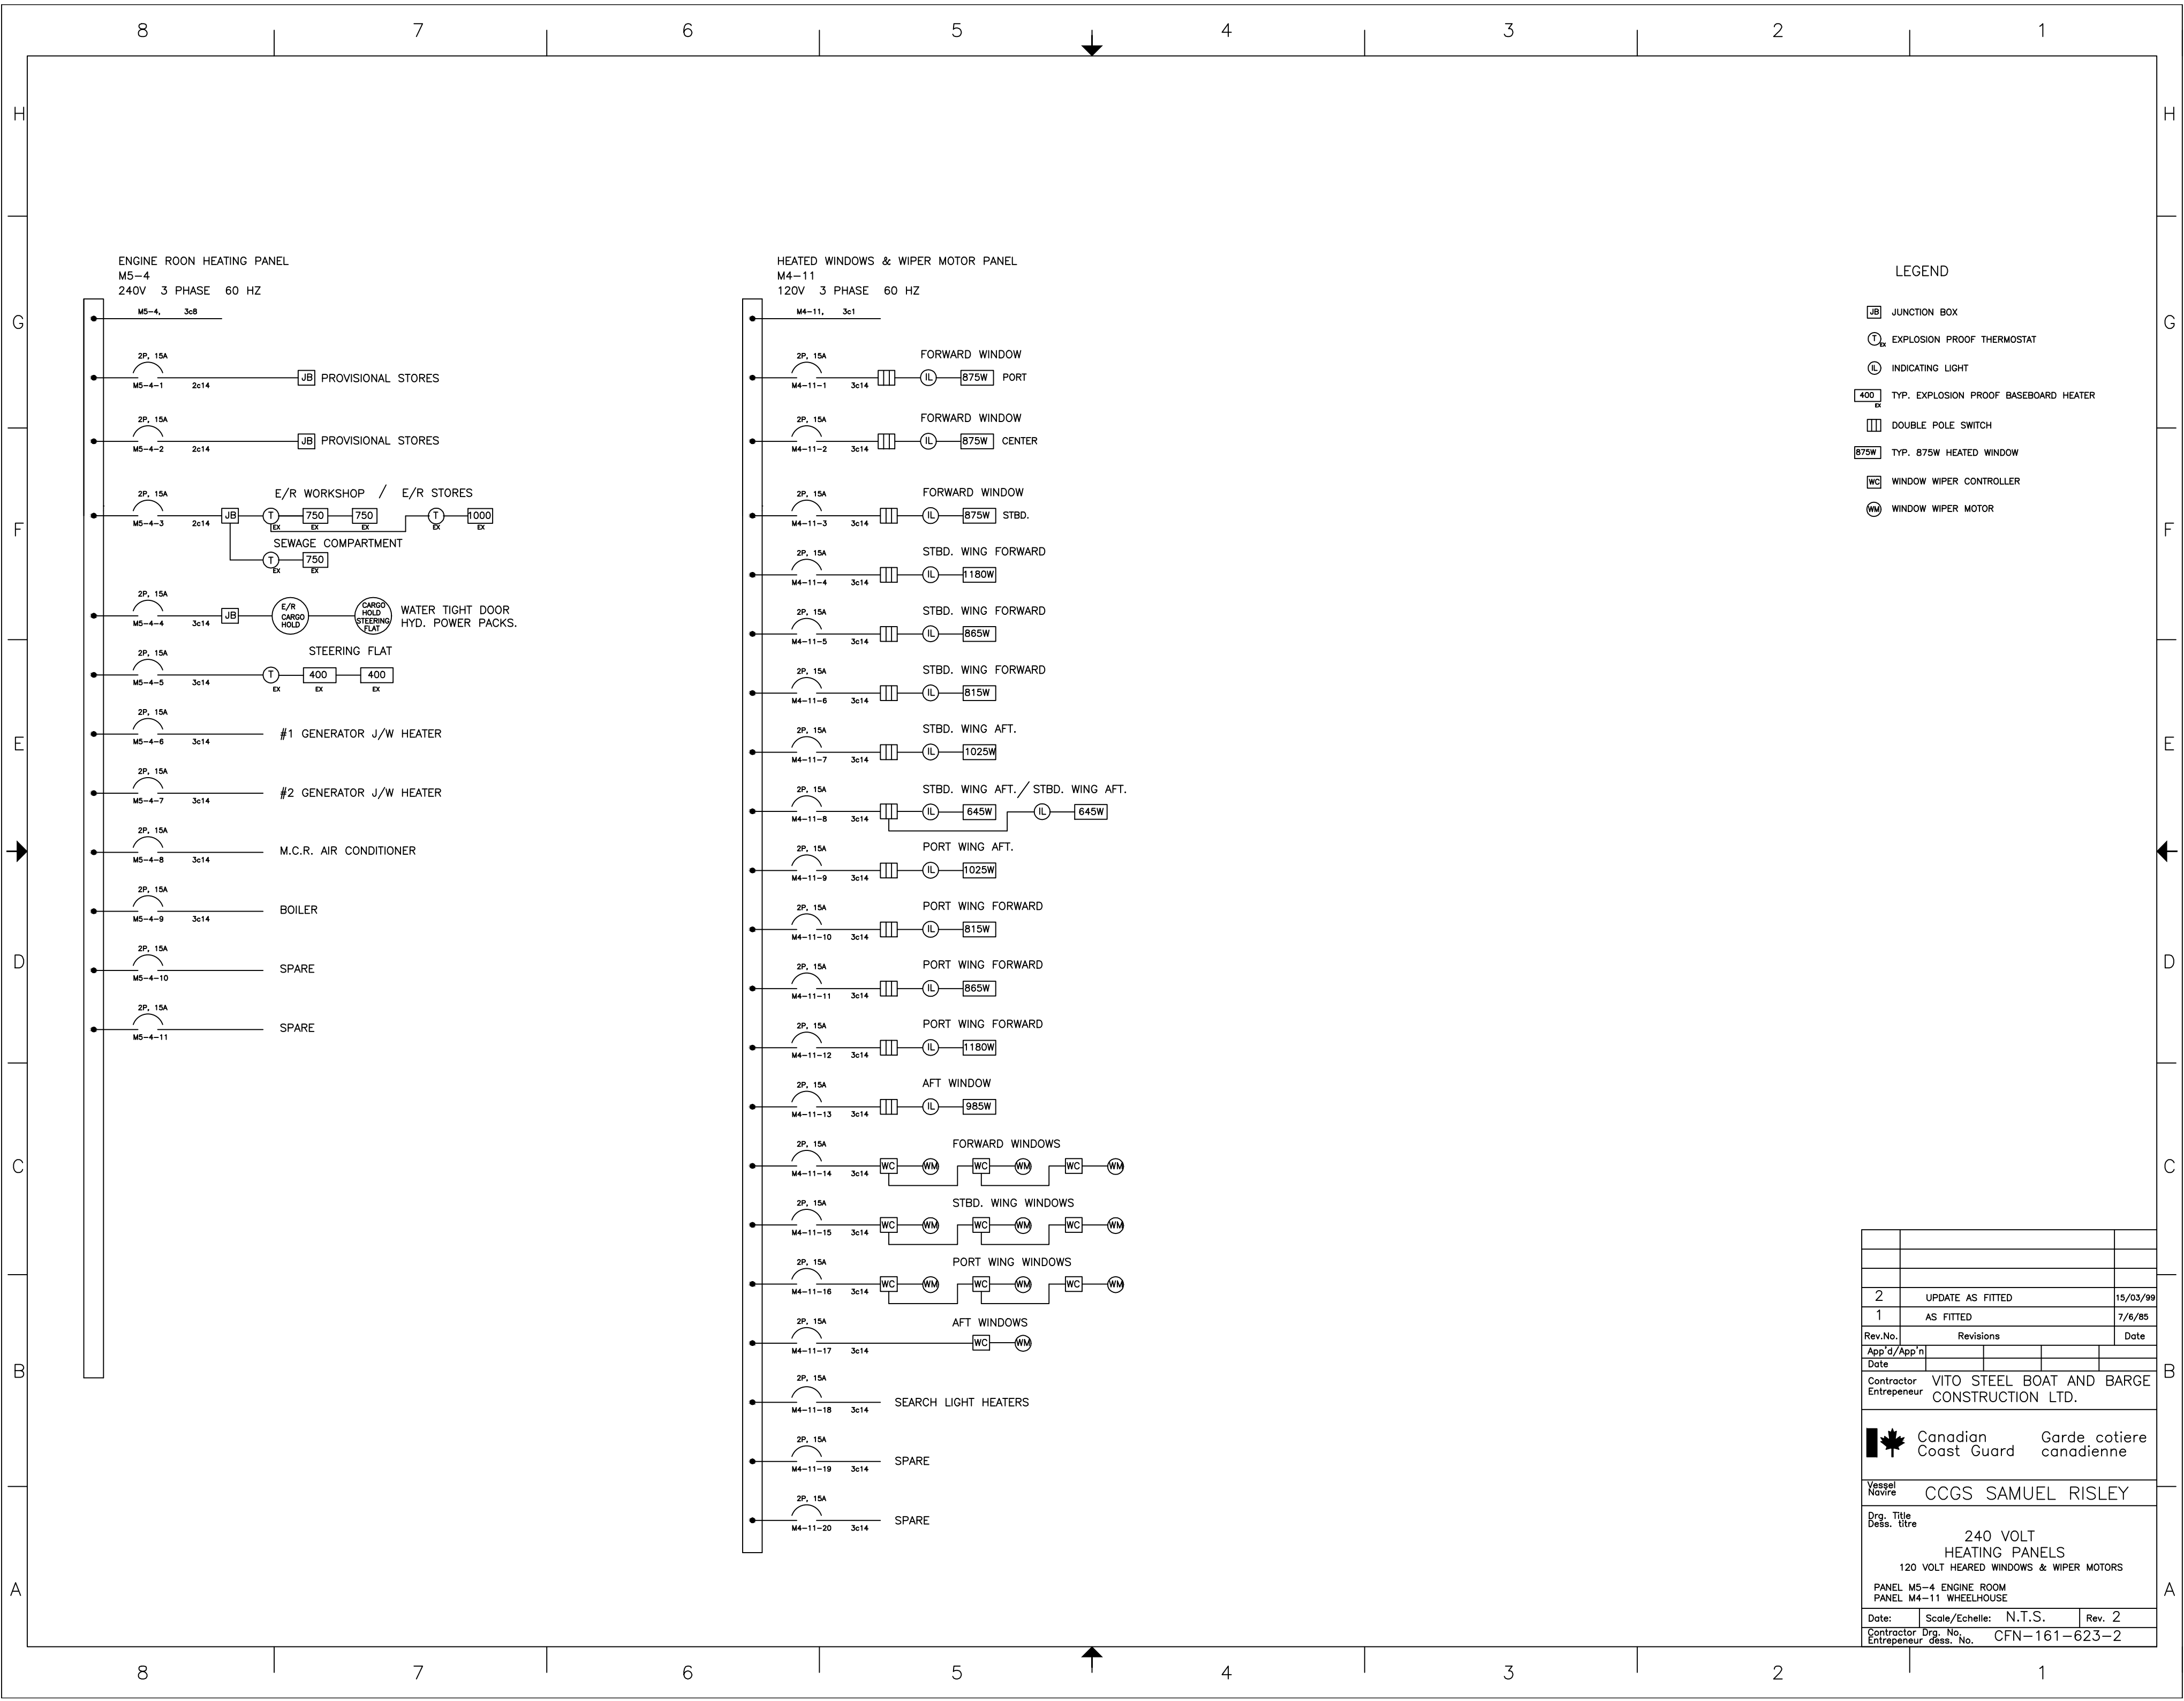 8 7 6 5 4 3 2 1
H H
G G
F F
E E
D D
C C
B B
A A
ENGINE ROON HEATING PANEL
M5-4
240V 3 PHASE 60 HZ
M5-4, 3c8
2P, 15A
M5-4-1 2c14 JB PROVISIONAL STORES
2P, 15A
M5-4-2 2c14 JB PROVISIONAL STORES
2P, 15A E/R WORKSHOP / E/R STORES
M5-4-3 2c14 JB T EX 750 EX 750 EX T EX 1000 EX
SEWAGE COMPARTMENT
T EX 750 EX
2P, 15A
M5-4-4 3c14 JB E/R CARGO HOLD CARGO HOLD STEERING FLAT WATER TIGHT DOOR
HYD. POWER PACKS.
2P, 15A STEERING FLAT
M5-4-5 3c14 T EX 400 EX 400 EX
2P, 15A
M5-4-6 3c14 #1 GENERATOR J/W HEATER
2P, 15A
M5-4-7 3c14 #2 GENERATOR J/W HEATER
2P, 15A
M5-4-8 3c14 M.C.R. AIR CONDITIONER
2P, 15A
M5-4-9 3c14 BOILER
2P, 15A
M5-4-10 SPARE
2P, 15A
M5-4-11 SPARE
HEATED WINDOWS & WIPER MOTOR PANEL
M4-11
120V 3 PHASE 60 HZ
M4-11, 3c1
2P, 15A FORWARD WINDOW
M4-11-1 3c14 IL 875W PORT
2P, 15A FORWARD WINDOW
M4-11-2 3c14 IL 875W CENTER
2P, 15A FORWARD WINDOW
M4-11-3 3c14 IL 875W STBD.
2P, 15A STBD. WING FORWARD
M4-11-4 3c14 IL 1180W
2P, 15A STBD. WING FORWARD
M4-11-5 3c14 IL 865W
2P, 15A STBD. WING FORWARD
M4-11-6 3c14 IL 815W
2P, 15A STBD. WING AFT.
M4-11-7 3c14 IL 1025W
2P, 15A STBD. WING AFT. / STBD. WING AFT.
M4-11-8 3c14 IL 645W IL 645W
2P, 15A PORT WING AFT.
M4-11-9 3c14 IL 1025W
2P, 15A PORT WING FORWARD
M4-11-10 3c14 IL 815W
2P, 15A PORT WING FORWARD
M4-11-11 3c14 IL 865W
2P, 15A PORT WING FORWARD
M4-11-12 3c14 IL 1180W
2P, 15A AFT WINDOW
M4-11-13 3c14 IL 985W
2P, 15A FORWARD WINDOWS
M4-11-14 3c14 WC WM WC WM WC WM
2P, 15A STBD. WING WINDOWS
M4-11-15 3c14 WC WM WC WM WC WM
2P, 15A PORT WING WINDOWS
M4-11-16 3c14 WC WM WC WM WC WM
2P, 15A AFT WINDOWS
M4-11-17 3c14 WC WM
2P, 15A
M4-11-18 3c14 SEARCH LIGHT HEATERS
2P, 15A
M4-11-19 3c14 SPARE
2P, 15A
M4-11-20 3c14 SPARE
LEGEND
JB JUNCTION BOX
T EX EXPLOSION PROOF THERMOSTAT
IL INDICATING LIGHT
400 EX TYP. EXPLOSION PROOF BASEBOARD HEATER
DOUBLE POLE SWITCH
875W TYP. 875W HEATED WINDOW
WC WINDOW WIPER CONTROLLER
WM WINDOW WIPER MOTOR
2 UPDATE AS FITTED 15/03/99
1 AS FITTED 7/6/85
Rev.No. Revisions Date
App'd/App'n
Date
Contractor
Entrepeneur
VITO STEEL BOAT AND BARGE
CONSTRUCTION LTD.
Canadian
Coast Guard
Garde cotiere
canadienne
Vessel
Navire
CCGS SAMUEL RISLEY
Drg. Title
Dess. titre
240 VOLT
HEATING PANELS
120 VOLT HEARED WINDOWS & WIPER MOTORS
PANEL M5-4 ENGINE ROOM
PANEL M4-11 WHEELHOUSE
Date: Scale/Echelle: N.T.S. Rev. 2
Contractor Drg. No.
Entrepeneur dess. No.
CFN-161-623-2
8 7 6 5 4 3 2 1